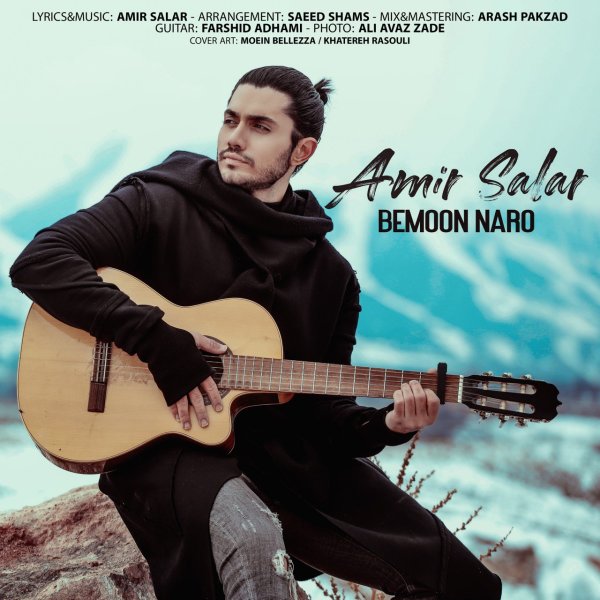 LYRICS&MUSIC: AMIR SALAR - ARRANGEMENT: SAEED SHAMS - MIX&MASTERING: ARASH PAKZAD
GUITAR: FARSHID ADHAMI - PHOTO: ALI AVAZ ZADE
COVER ART: MOEIN BELLEZZA / KHATEREH RASOULI
Amir Salar
BEMOON NARO